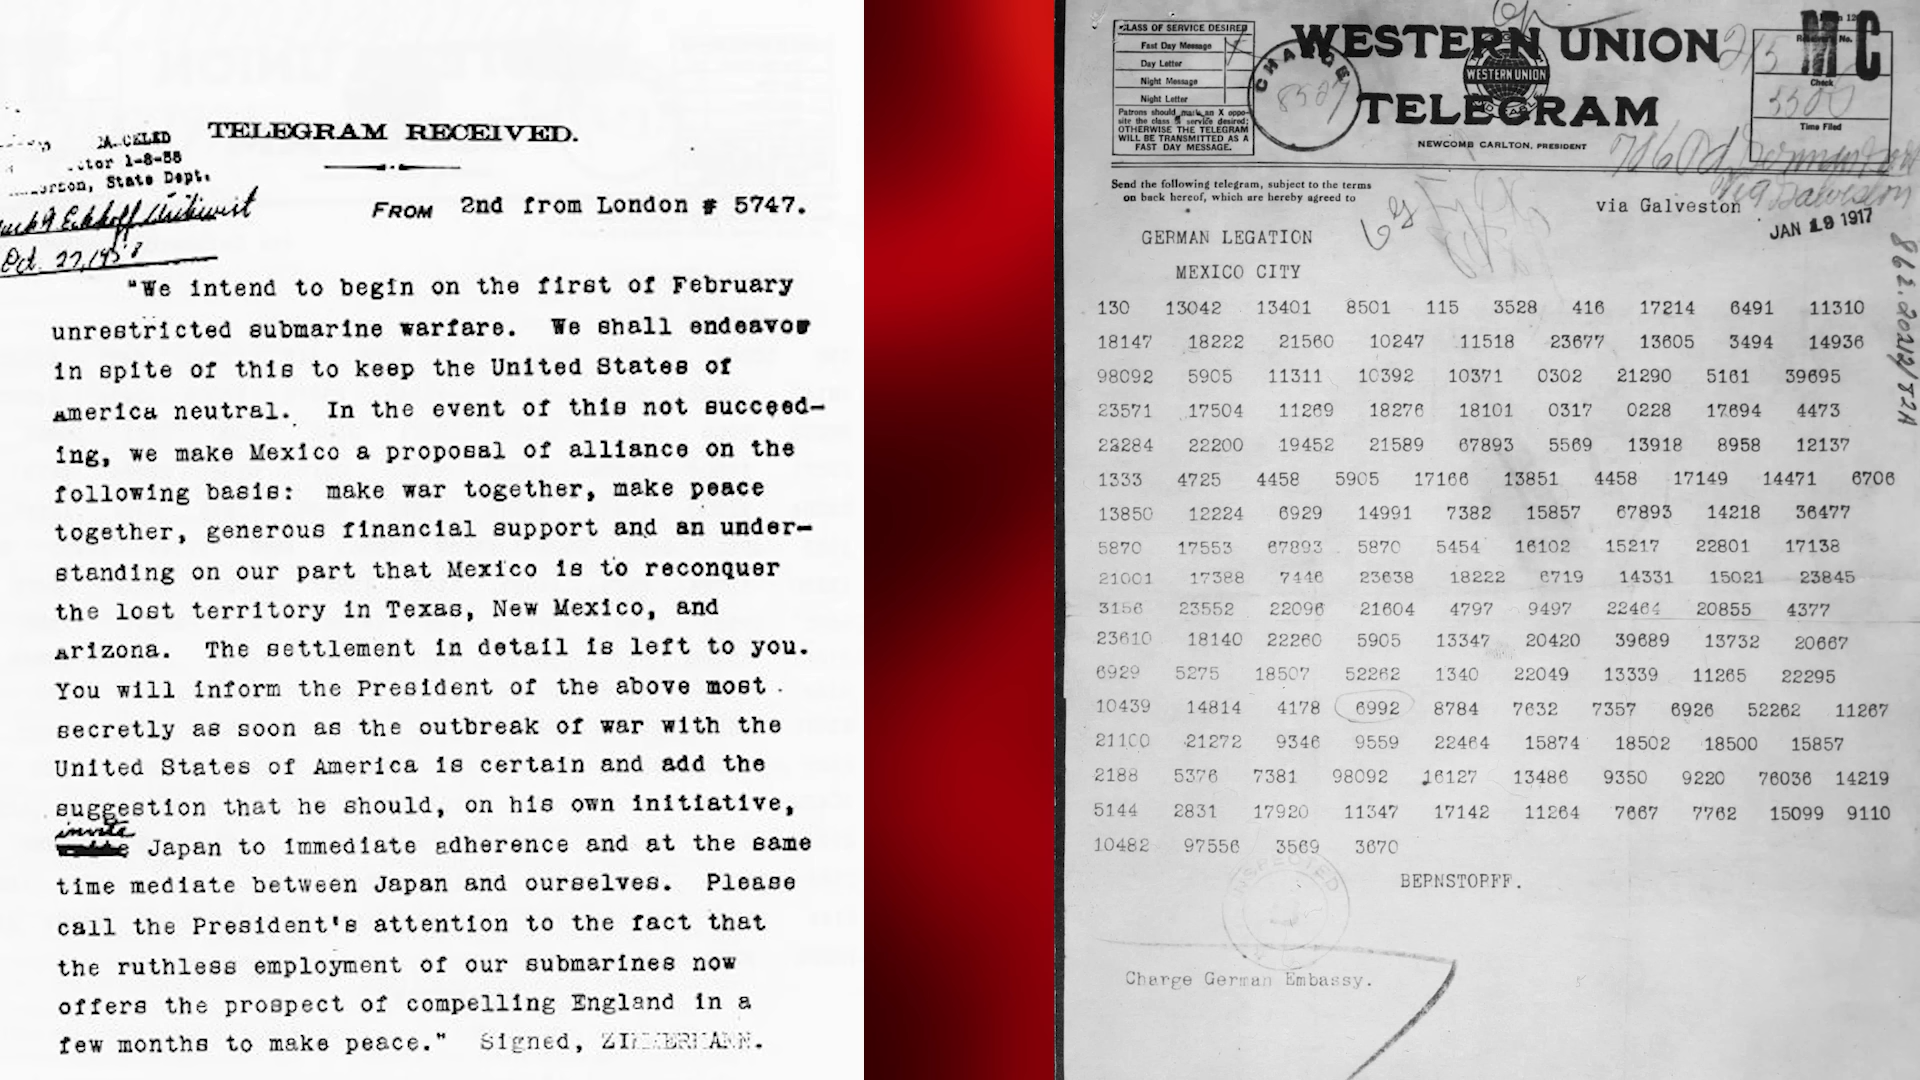 TELEGRAM RECEIVED.
1-8-58
State Dept.
FROM 2nd from London # 5747.
Oct. 27, 1958
"We intend to begin on the first of February
unrestricted submarine warfare. We shall endeavor
in spite of this to keep the United States of
America neutral. In the event of this not succeed-
ing, we make Mexico a proposal of alliance on the
following basis: make war together, make peace
together, generous financial support and an under-
standing on our part that Mexico is to reconquer
the lost territory in Texas, New Mexico, and
Arizona. The settlement in detail is left to you.
You will inform the President of the above most
secretly as soon as the outbreak of war with the
United States of America is certain and add the
suggestion that he should, on his own initiative,
invite
Japan to immediate adherence and at the same
time mediate between Japan and ourselves. Please
call the President's attention to the fact that
the ruthless employment of our submarines now
offers the prospect of compelling England in a
few months to make peace." Signed, ZIMMERMANN.
CLASS OF SERVICE DESIRED
Fast Day Message
Day Letter
Night Message
Night Letter
Patrons should mark an X oppo-
site the class of service desired;
OTHERWISE THE TELEGRAM
WILL BE TRANSMITTED AS A
FAST DAY MESSAGE.
CHARGE
WESTERN UNION
WESTERN UNION
TELEGRAM
NEWCOMB CARLTON, PRESIDENT
MC
Receiver's No.
Check
Time Filed
Send the following telegram, subject to the terms
on back hereof, which are hereby agreed to
via Galveston
via Galveston
JAN 19 1917
GERMAN LEGATION
MEXICO CITY
130 13042 13401 8501 115 3528 416 17214 6491 11310
18147 18222 21560 10247 11518 23677 13605 3494 14936
98092 5905 11311 10392 10371 0302 21290 5161 39695
23571 17504 11269 18276 18101 0317 0228 17694 4473
22284 22200 19452 21589 67893 5569 13918 8958 12137
1333 4725 4458 5905 17166 13851 4458 17149 14471 6706
13850 12224 6929 14991 7382 15857 67893 14218 36477
5870 17553 67893 5870 5454 16102 15217 22801 17138
21001 17388 7446 23638 18222 6719 14331 15021 23845
3156 23552 22096 21604 4797 9497 22464 20855 4377
23610 18140 22260 5905 13347 20420 39689 13732 20667
6929 5275 18507 52262 1340 22049 13339 11265 22295
10439 14814 4178 6992 8784 7632 7357 6926 52262 11267
21100 21272 9346 9559 22464 15874 18502 18500 15857
2188 5376 7381 98092 16127 13486 9350 9220 76036 14219
5144 2831 17920 11347 17142 11264 7667 7762 15099 9110
10482 97556 3569 3670
BERNSTORFF.
INSPECTED
Charge German Embassy.
862.20212/82A